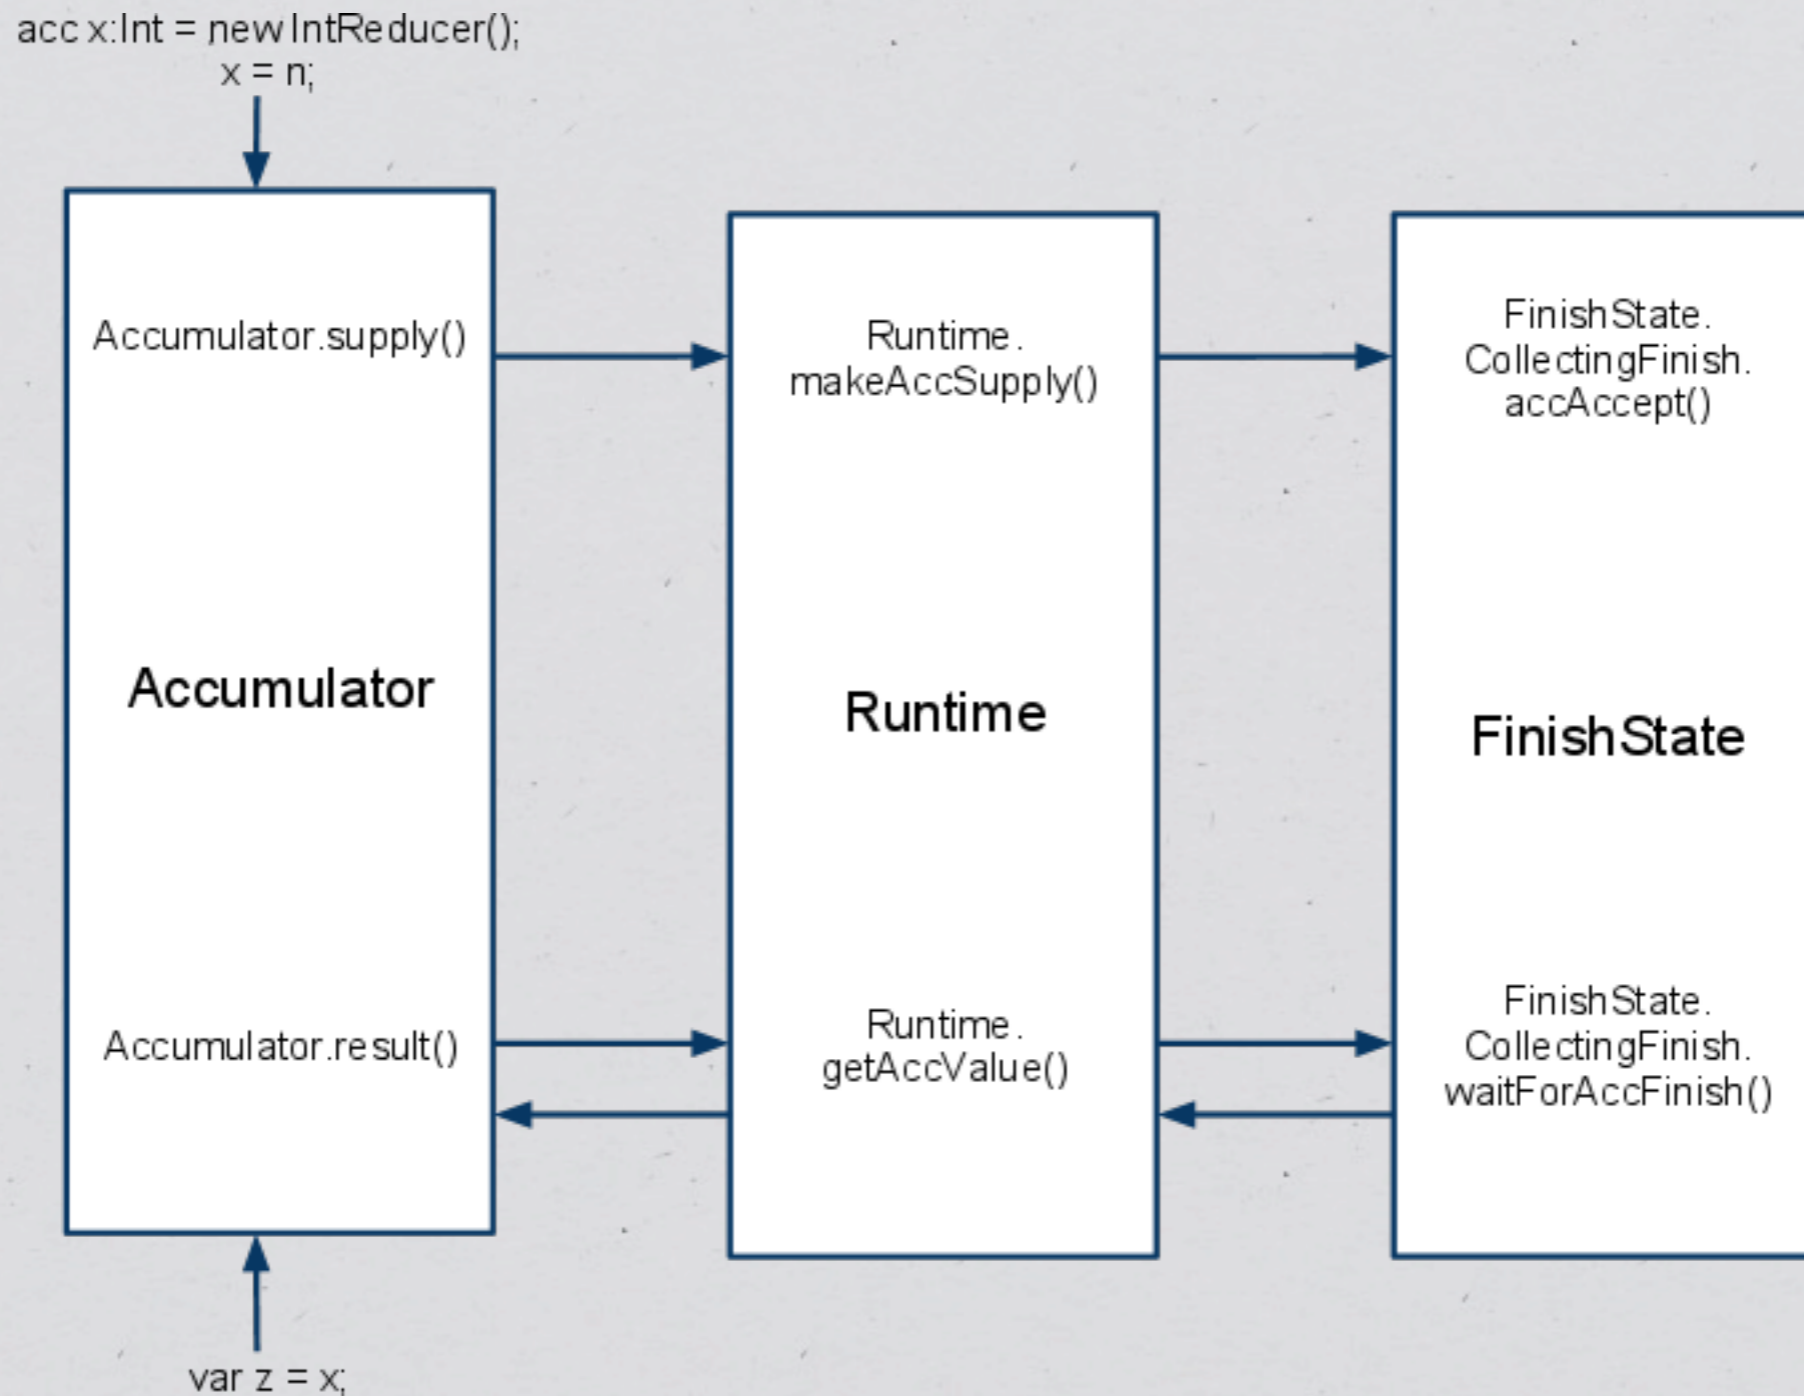 acc x:Int = new IntReducer();
x = n;
Accumulator.supply()
Accumulator
Accumulator.result()
var z = x;
Runtime.
makeAccSupply()
Runtime
Runtime.
getAccValue()
FinishState.
CollectingFinish.
accAccept()
FinishState
FinishState.
CollectingFinish.
waitForAccFinish()